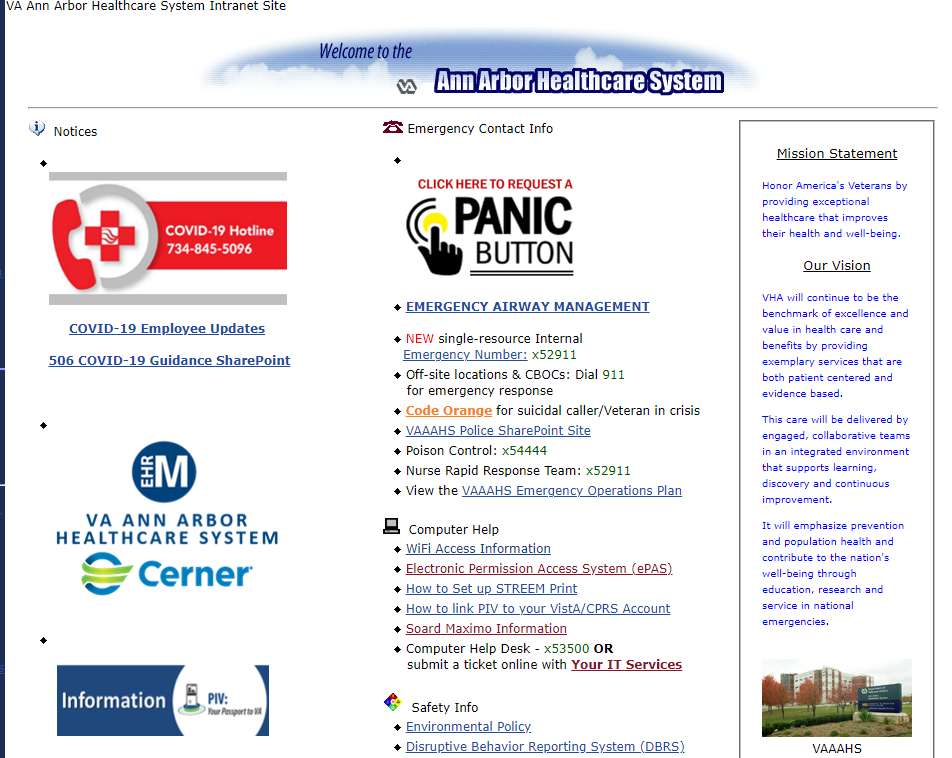 VA Ann Arbor Healthcare System Intranet Site
Welcome to the
VA
Ann Arbor Healthcare System
Notices
COVID-19 Hotline
734-845-5096
COVID-19 Employee Updates
506 COVID-19 Guidance SharePoint
EHRM
VA ANN ARBOR
HEALTHCARE SYSTEM
Cerner
Information
PIV:
Your Passport to VA
Emergency Contact Info
CLICK HERE TO REQUEST A
PANIC
BUTTON
EMERGENCY AIRWAY MANAGEMENT
NEW single-resource Internal
Emergency Number: x52911
Off-site locations & CBOCs: Dial 911
for emergency response
Code Orange for suicidal caller/Veteran in crisis
VAAAHS Police SharePoint Site
Poison Control: x54444
Nurse Rapid Response Team: x52911
View the VAAAHS Emergency Operations Plan
Computer Help
WiFi Access Information
Electronic Permission Access System (ePAS)
How to Set up STREEM Print
How to link PIV to your VistA/CPRS Account
Soard Maximo Information
Computer Help Desk - x53500 OR
submit a ticket online with Your IT Services
Safety Info
Environmental Policy
Disruptive Behavior Reporting System (DBRS)
Mission Statement
Honor America's Veterans by
providing exceptional
healthcare that improves
their health and well-being.
Our Vision
VHA will continue to be the
benchmark of excellence and
value in health care and
benefits by providing
exemplary services that are
both patient centered and
evidence based.
This care will be delivered by
engaged, collaborative teams
in an integrated environment
that supports learning,
discovery and continuous
improvement.
It will emphasize prevention
and population health and
contribute to the nation's
well-being through
education, research and
service in national
emergencies.
VAAAHS